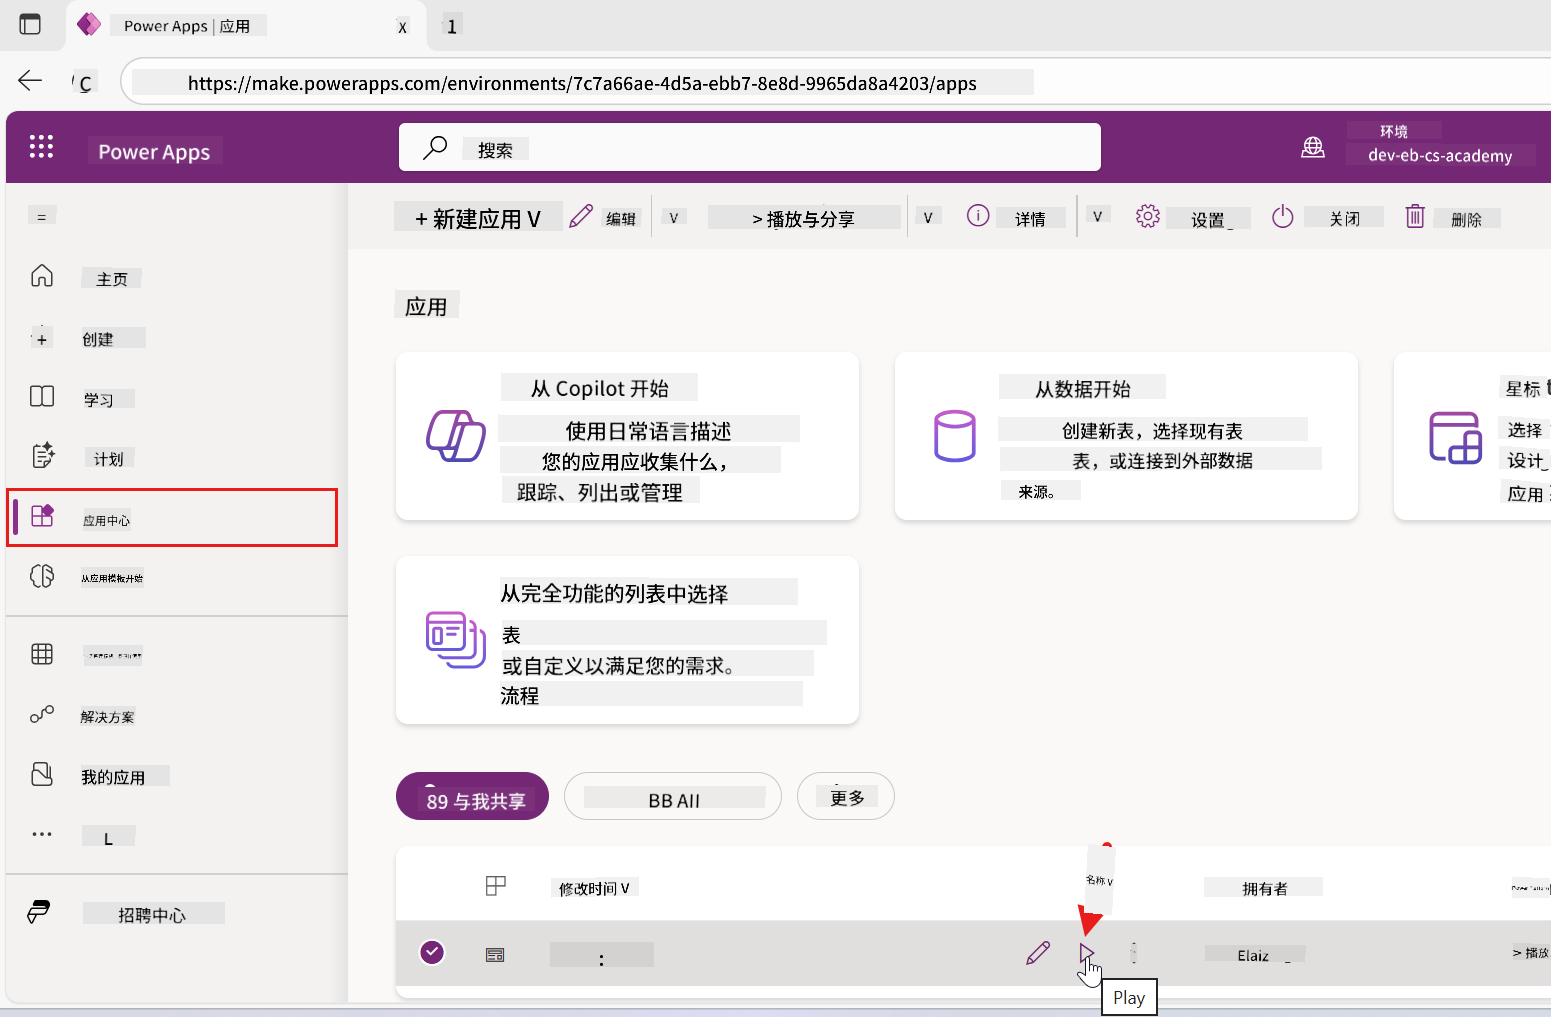 Power Apps | 应用
x
1
C
https://make.powerapps.com/environments/7c7a66ae-4d5a-ebb7-8e8d-9965da8a4203/apps
Power Apps
搜索
环境
dev-eb-cs-academy
=
+ 新建应用 V
编辑
V
> 播放与分享
V
详情
V
设置
关闭
删除
主页
+ 创建
学习
计划
应用中心
从应用模板开始
解决方案
我的应用
L
招聘中心
应用
从 Copilot 开始
使用日常语言描述
您的应用应收集什么，
跟踪、列出或管理
从数据开始
创建新表，选择现有表
表，或连接到外部数据
来源。
星标
选择
设计
应用
从完全功能的列表中选择
表
或自定义以满足您的需求。
流程
89 与我共享
BB All
更多
修改时间 V
名称 V
拥有者
:
Elaiz
> 播放
Play